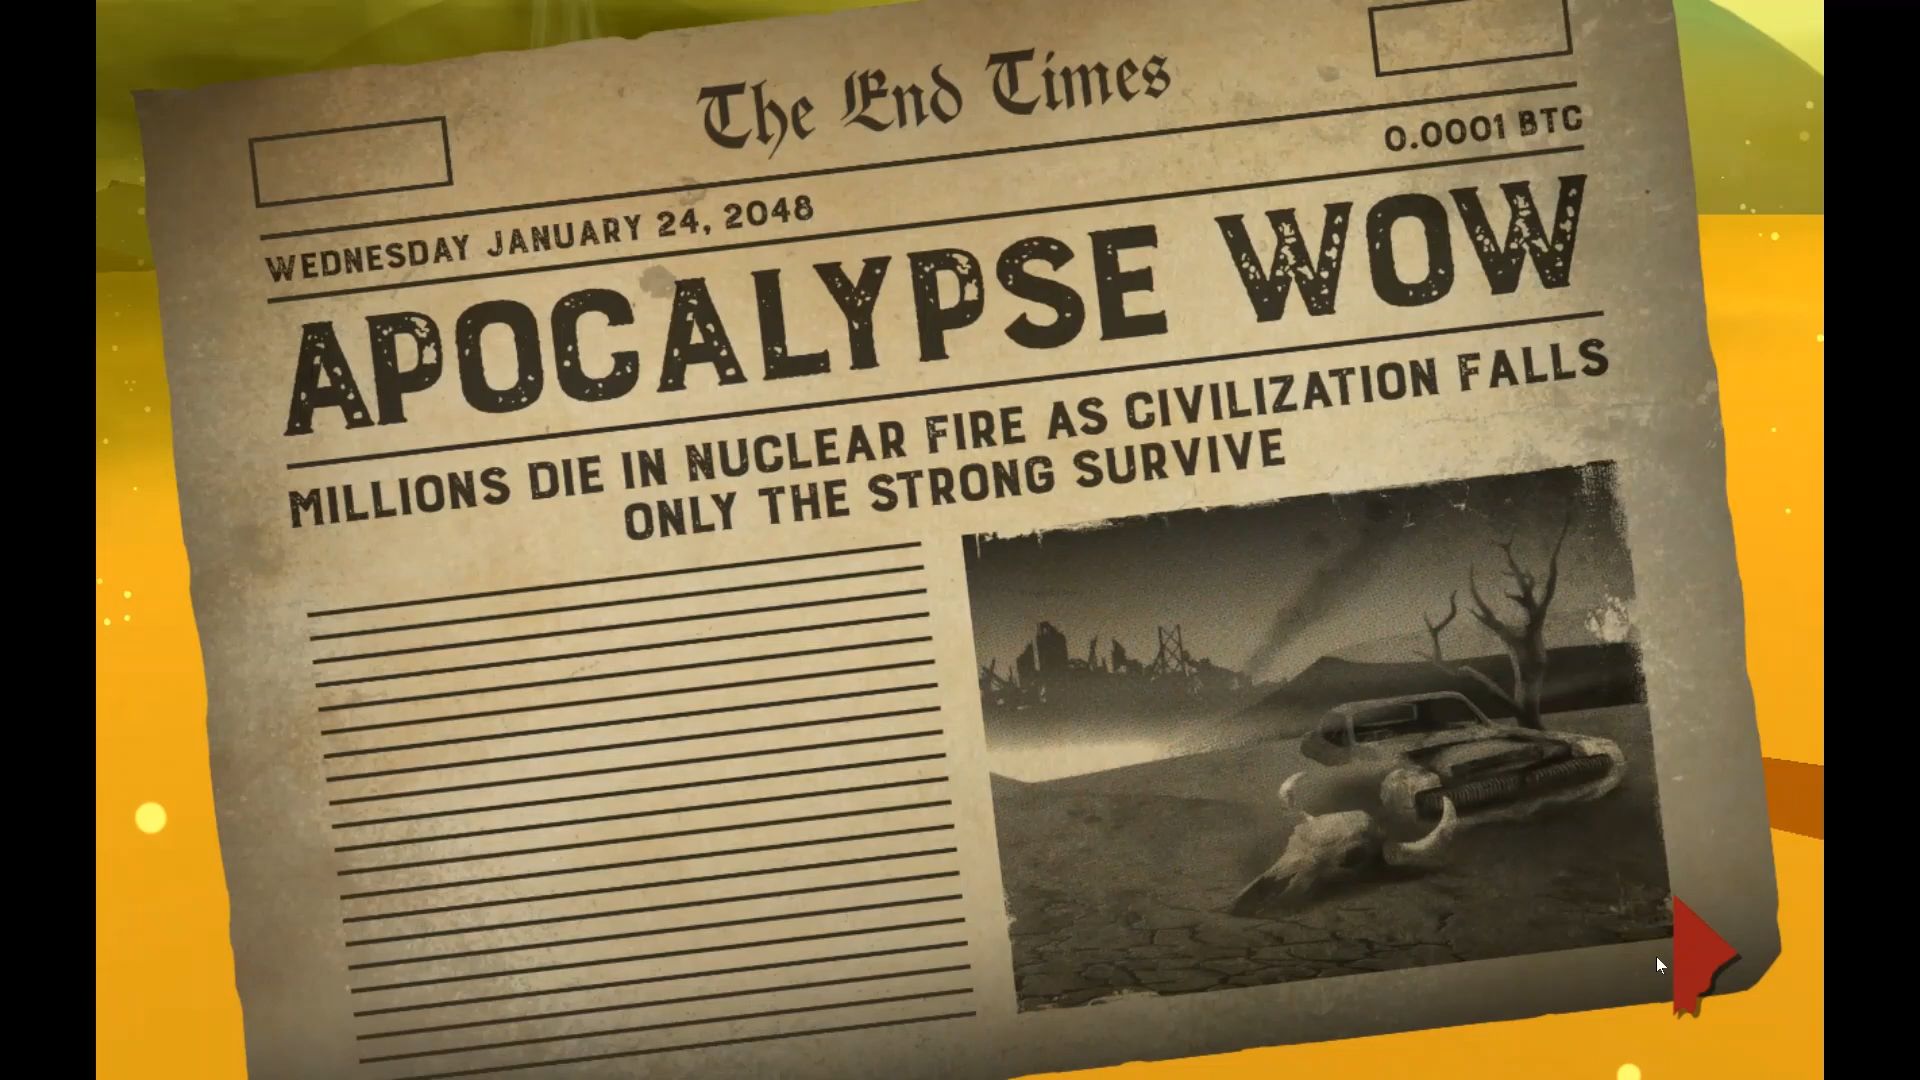 The End Times
WEDNESDAY JANUARY 24, 2048
0.0001 BTC
APOCALYPSE WOW
MILLIONS DIE IN NUCLEAR FIRE AS CIVILIZATION FALLS
ONLY THE STRONG SURVIVE